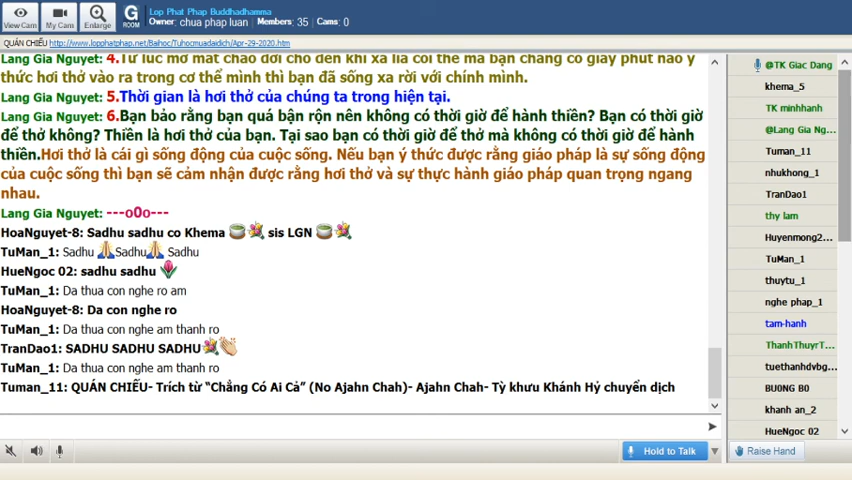 View Cam
My Cam
Enlarge
G
ROOM
Lop Phat Phap Buddhadhamma
Owner: chua phap luan Members: 35 Cams: 0
QUÁN CHIẾU http://www.lopphatphap.net/Baihoc/Tuhocmuadaidich/Apr-29-2020.htm
Lang Gia Nguyet: 4.Từ lúc mở mắt chào đời cho đến khi xa lìa cõi thế mà bạn chẳng có giây phút nào ý
thức hơi thở vào ra trong cơ thể mình thì bạn đã sống xa rời với chính mình.
Lang Gia Nguyet: 5.Thời gian là hơi thở của chúng ta trong hiện tại.
Lang Gia Nguyet: 6.Bạn bảo rằng bạn quá bận rộn nên không có thời giờ để hành thiền? Bạn có thời giờ
để thở không? Thiền là hơi thở của bạn. Tại sao bạn có thời giờ để thở mà không có thời giờ để hành
thiền.Hơi thở là cái gì sống động của cuộc sống. Nếu bạn ý thức được rằng giáo pháp là sự sống động
của cuộc sống thì bạn sẽ cảm nhận được rằng hơi thở và sự thực hành giáo pháp quan trọng ngang
nhau.
Lang Gia Nguyet: ---o0o---
HoaNguyet-8: Sadhu sadhu co Khema sis LGN
TuMan_1: Sadhu Sadhu Sadhu
HueNgoc 02: sadhu sadhu
TuMan_1: Da thua con nghe ro am
HoaNguyet-8: Da con nghe ro
TuMan_1: Da thua con nghe am thanh ro
TranDao1: SADHU SADHU SADHU
TuMan_1: Da thua con nghe am thanh ro
Tuman_11: QUÁN CHIẾU- Trích từ “Chẳng Có Ai Cả” (No Ajahn Chah)- Ajahn Chah- Tỳ khưu Khánh Hỷ chuyển dịch
Hold to Talk
@TK Giac Dang
khema_5
TK minhhanh
@Lang Gia Ng...
Tuman_11
nhukhong_1
TranDao1
thy lam
Huyenmong2...
TuMan_1
thuytu_1
nghe phap_1
tam-hanh
ThanhThuyrT...
tuethanhdvbg...
BUONG B0
khanh an_2
HueNgoc 02
Raise Hand